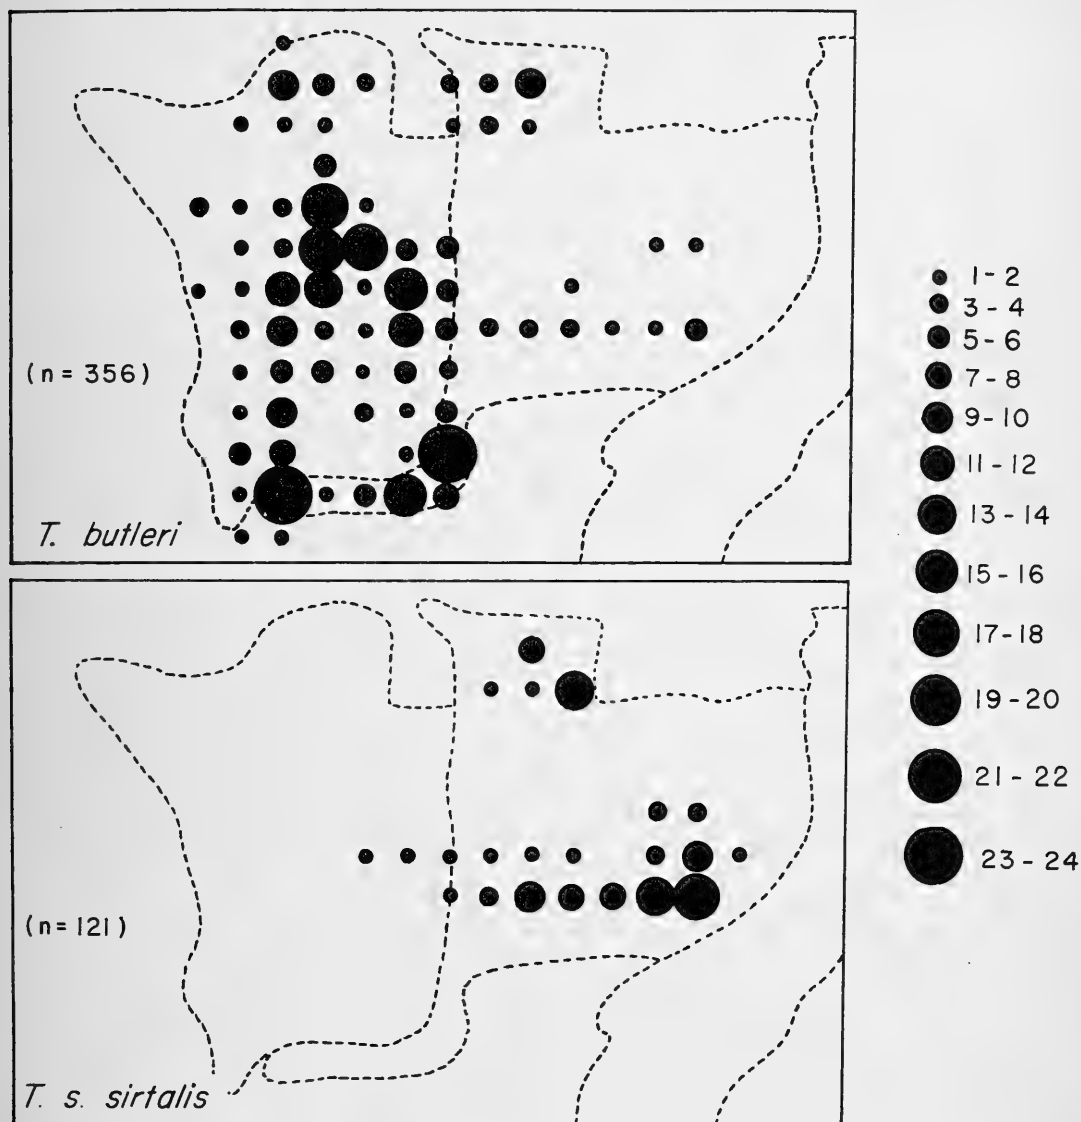 (n = 356)
T. butleri
1 - 2
3 - 4
5 - 6
7 - 8
9 - 10
11 - 12
13 - 14
15 - 16
17 - 18
19 - 20
21 - 22
23 - 24
(n = 121)
T. s. sirtalis